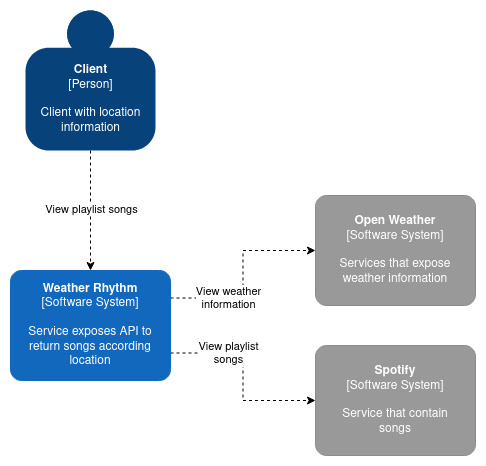 Client
[Person]
Client with location
information
View playlist songs
Weather Rhythm
[Software System]
Service exposes API to
return songs according
location
View weather
information
View playlist
songs
Open Weather
[Software System]
Services that expose
weather information
Spotify
[Software System]
Service that contain
songs